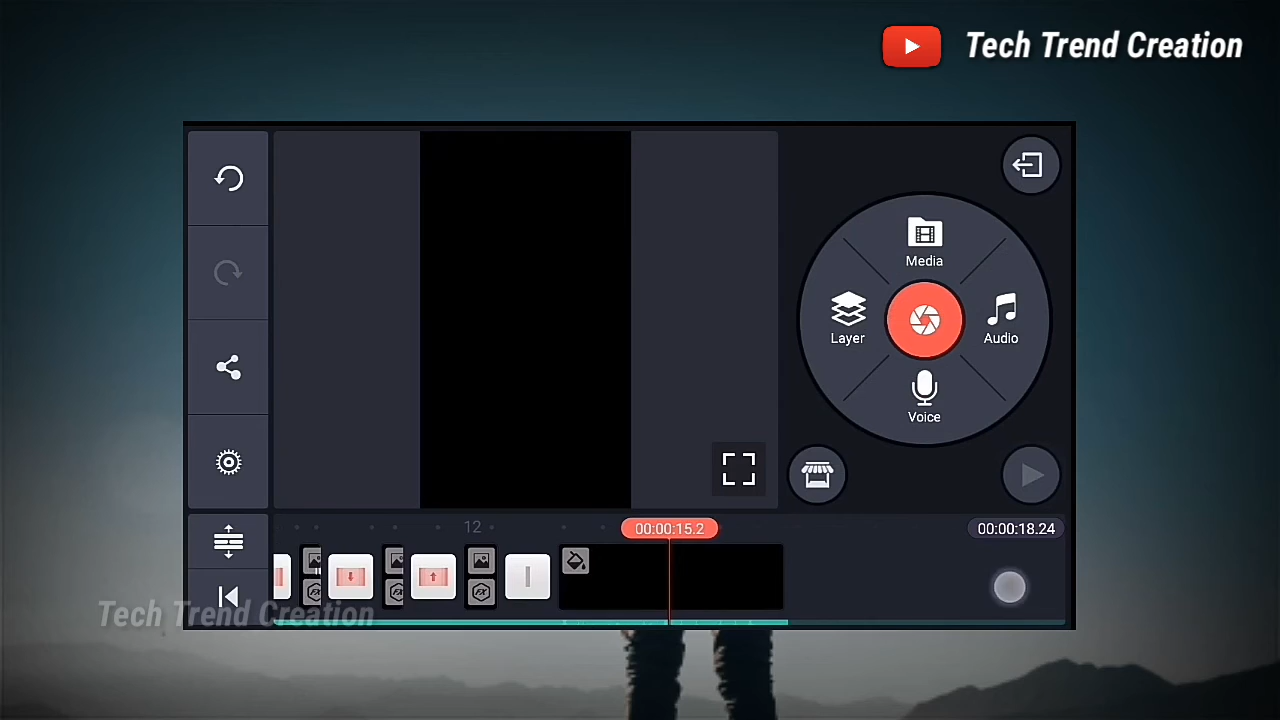 Tech Trend Creation
Media
Layer
Audio
Voice
12
00:00:15.2
00:00:18.24
Tech Trend Creation